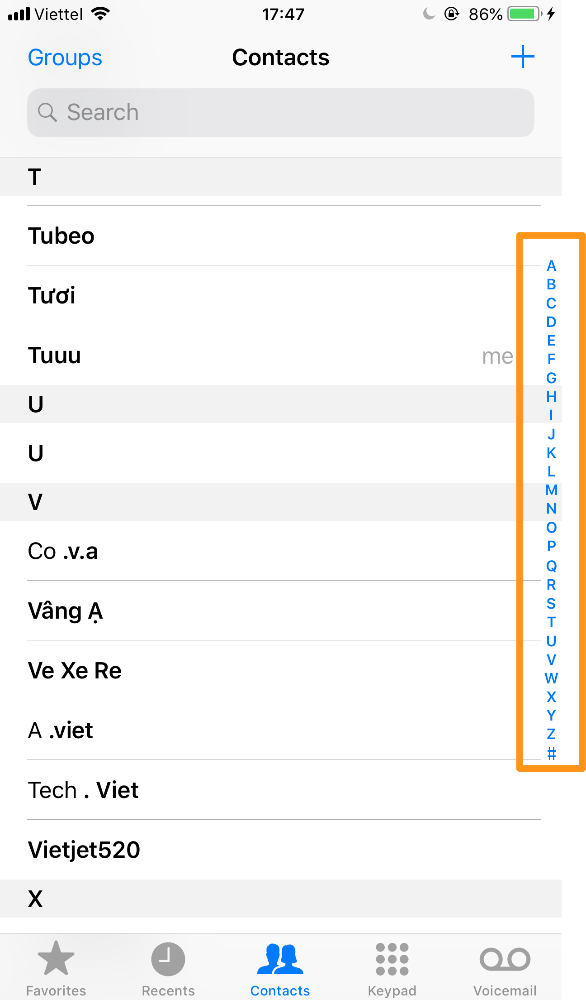 Viettel 17:47 86%
Groups Contacts
Search
T
Tubeo
Tươi
Tuuu me
U
U
V
Co .v.a
Vâng Ạ
Ve Xe Re
A .viet
Tech . Viet
Vietjet520
X
A
B
C
D
E
F
G
H
I
J
K
L
M
N
O
P
Q
R
S
T
U
V
W
X
Y
Z
#
Favorites Recents Contacts Keypad Voicemail